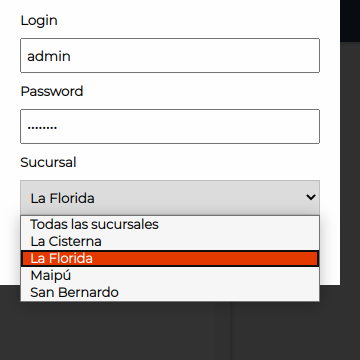 Login
admin
Password
••••••••
Sucursal
La Florida
Todas las sucursales
La Cisterna
La Florida
Maipú
San Bernardo